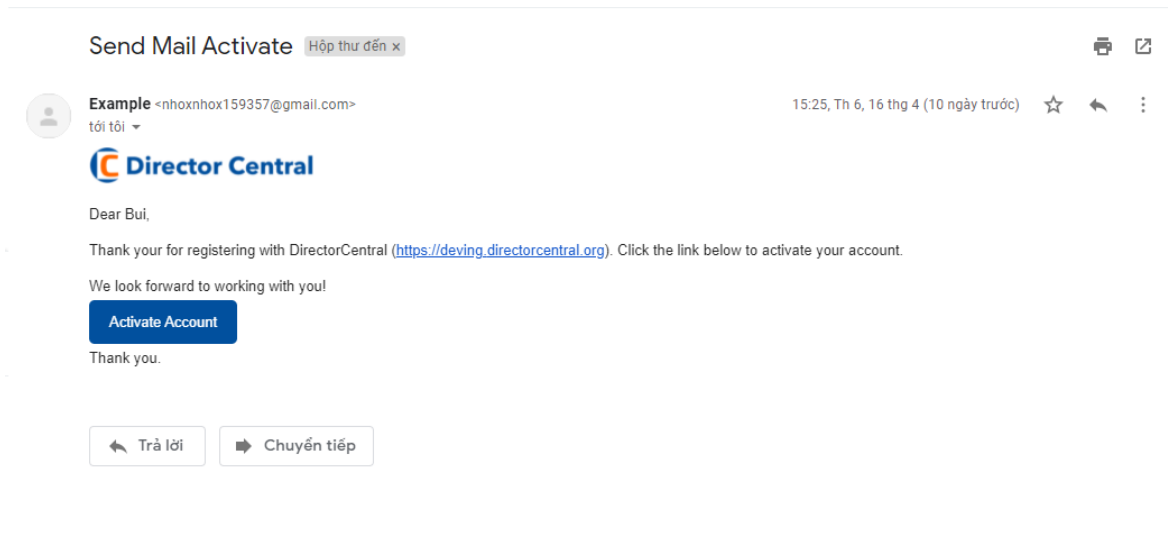 Send Mail Activate Hộp thư đến x
Example <nhoxnhox159357@gmail.com> 15:25, Th 6, 16 thg 4 (10 ngày trước)
tới tôi
Director Central
Dear Bui,
Thank your for registering with DirectorCentral (https://deving.directorcentral.org). Click the link below to activate your account.
We look forward to working with you!
Activate Account
Thank you.
Trả lời Chuyển tiếp